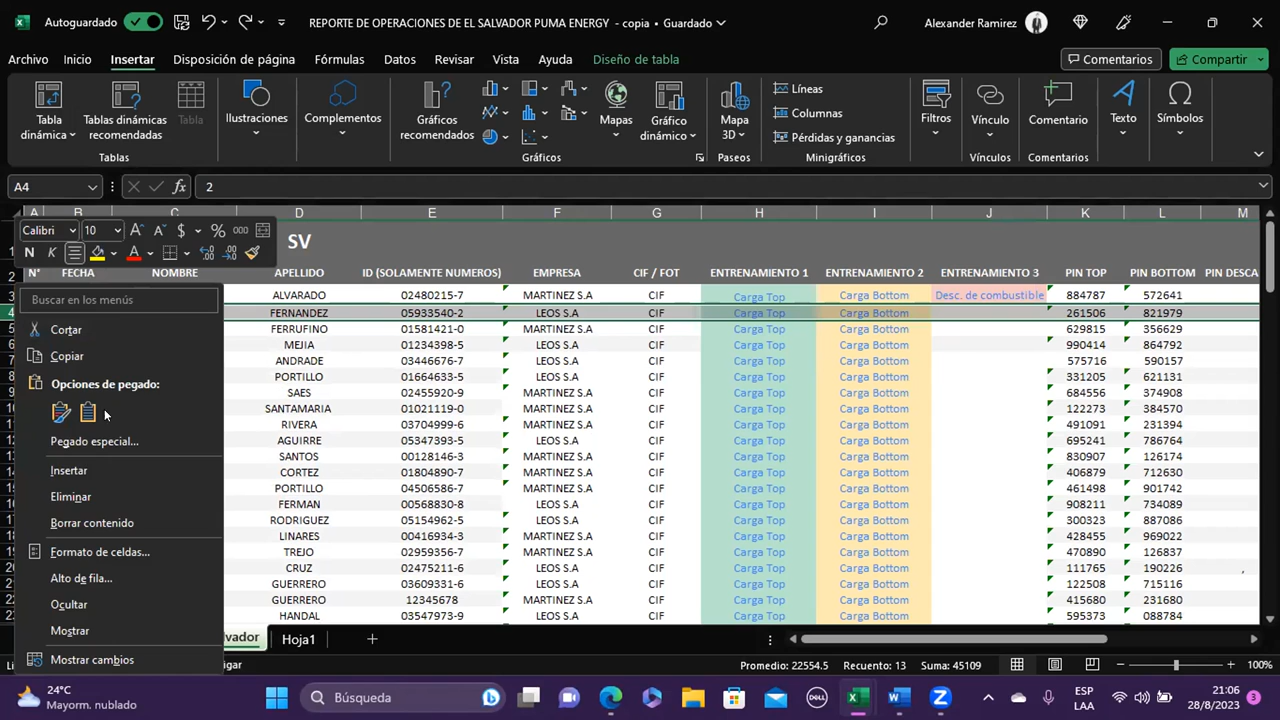 Autoguardado REPORTE DE OPERACIONES DE EL SALVADOR PUMA ENERGY - copia • Guardado Alexander Ramirez
Archivo Inicio Insertar Disposición de página Fórmulas Datos Revisar Vista Ayuda Diseño de tabla Comentarios Compartir
Tabla dinámica Tablas dinámicas recomendadas Tabla Ilustraciones Complementos Gráficos recomendados Mapas Gráfico dinámico Mapa 3D Líneas Columnas Pérdidas y ganancias Filtros Vínculo Comentario Texto Símbolos
Tablas Gráficos Paseos Minigráficos Vínculos Comentarios
A4 fx 2
A B C D E F G H I J K L M
Calibri 10 A A $ % 000
N K A
1 SV
2 N° FECHA NOMBRE APELLIDO ID (SOLAMENTE NUMEROS) EMPRESA CIF / FOT ENTRENAMIENTO 1 ENTRENAMIENTO 2 ENTRENAMIENTO 3 PIN TOP PIN BOTTOM PIN DESCA
3 ALVARADO 02480215-7 MARTINEZ S.A CIF Carga Top Carga Bottom Desc. de combustible 884787 572641
4 FERNANDEZ 05933540-2 LEOS S.A CIF Carga Top Carga Bottom 261506 821979
FERRUFINO 01581421-0 MARTINEZ S.A CIF Carga Top Carga Bottom 629815 356629
MEJIA 01234398-5 LEOS S.A CIF Carga Top Carga Bottom 990414 864792
ANDRADE 03446676-7 LEOS S.A CIF Carga Top Carga Bottom 575716 590157
PORTILLO 01664633-5 LEOS S.A CIF Carga Top Carga Bottom 331205 621131
SAES 02455920-9 MARTINEZ S.A CIF Carga Top Carga Bottom 684556 374908
SANTAMARIA 01021119-0 MARTINEZ S.A CIF Carga Top Carga Bottom 122273 384570
RIVERA 03704999-6 MARTINEZ S.A CIF Carga Top Carga Bottom 491091 231394
AGUIRRE 05347393-5 LEOS S.A CIF Carga Top Carga Bottom 695241 786764
SANTOS 00128146-3 MARTINEZ S.A CIF Carga Top Carga Bottom 830907 126174
CORTEZ 01804890-7 MARTINEZ S.A CIF Carga Top Carga Bottom 406879 712630
PORTILLO 04506586-7 MARTINEZ S.A CIF Carga Top Carga Bottom 461498 901742
FERMAN 00568830-8 LEOS S.A CIF Carga Top Carga Bottom 908211 734089
RODRIGUEZ 05154962-5 LEOS S.A CIF Carga Top Carga Bottom 300323 887086
LINARES 00416934-3 MARTINEZ S.A CIF Carga Top Carga Bottom 428455 969022
TREJO 02959356-7 MARTINEZ S.A CIF Carga Top Carga Bottom 470890 126837
CRUZ 02475211-6 LEOS S.A CIF Carga Top Carga Bottom 111765 190226
GUERRERO 03609331-6 LEOS S.A CIF Carga Top Carga Bottom 122508 715116
GUERRERO 12345678 MARTINEZ S.A CIF Carga Top Carga Bottom 415680 231680
HANDAL 03547973-9 LEOS S.A CIF Carga Top Carga Bottom 595373 088784
Buscar en los menús
Cortar
Copiar
Opciones de pegado:
Pegado especial...
Insertar
Eliminar
Borrar contenido
Formato de celdas...
Alto de fila...
Ocultar
Mostrar
Mostrar cambios
lvador Hoja1 +
Promedio: 22554.5 Recuento: 13 Suma: 45109 100%
24°C
Mayorm. nublado
Búsqueda
DELL
ESP
LAA
21:06
28/8/2023